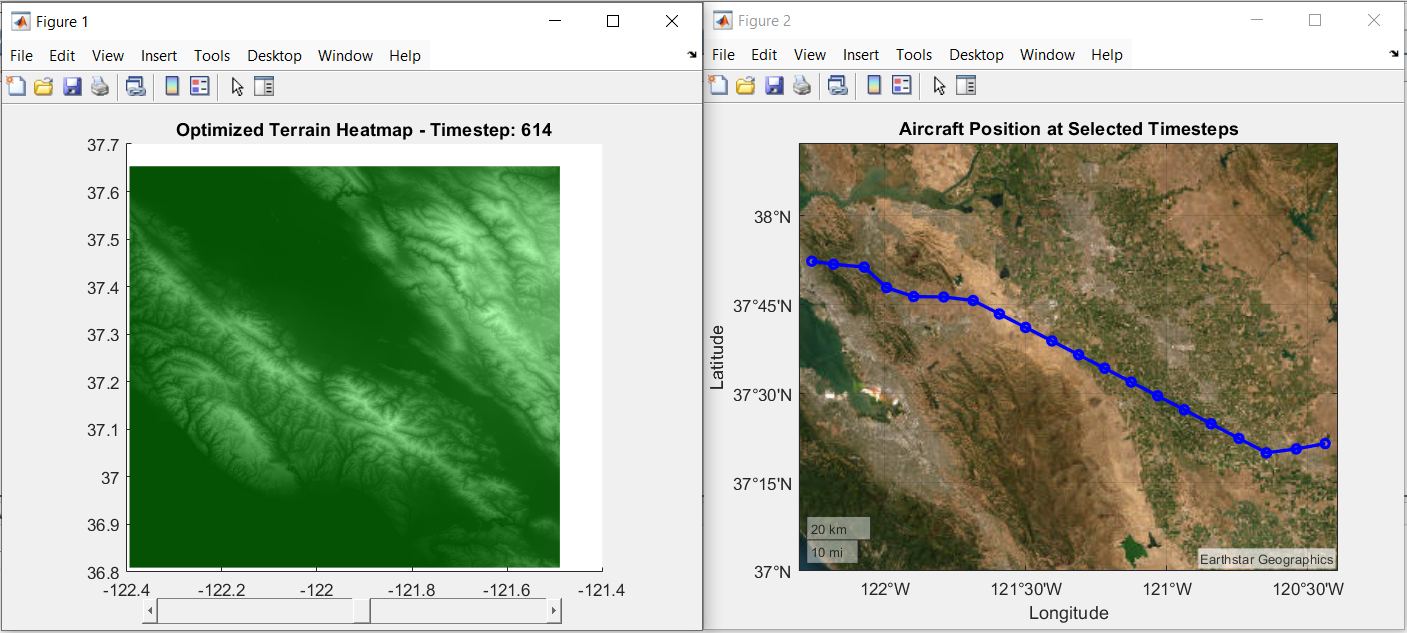 Figure 1
File Edit View Insert Tools Desktop Window Help
Optimized Terrain Heatmap - Timestep: 614
37.7
37.6
37.5
37.4
37.3
37.2
37.1
37
36.9
36.8
-122.4 -122.2 -122 -121.8 -121.6 -121.4
Figure 2
File Edit View Insert Tools Desktop Window Help
Aircraft Position at Selected Timesteps
38°N
37°45'N
37°30'N
37°15'N
37°N
Latitude
20 km
10 mi
Earthstar Geographics
122°W 121°30'W 121°W 120°30'W
Longitude